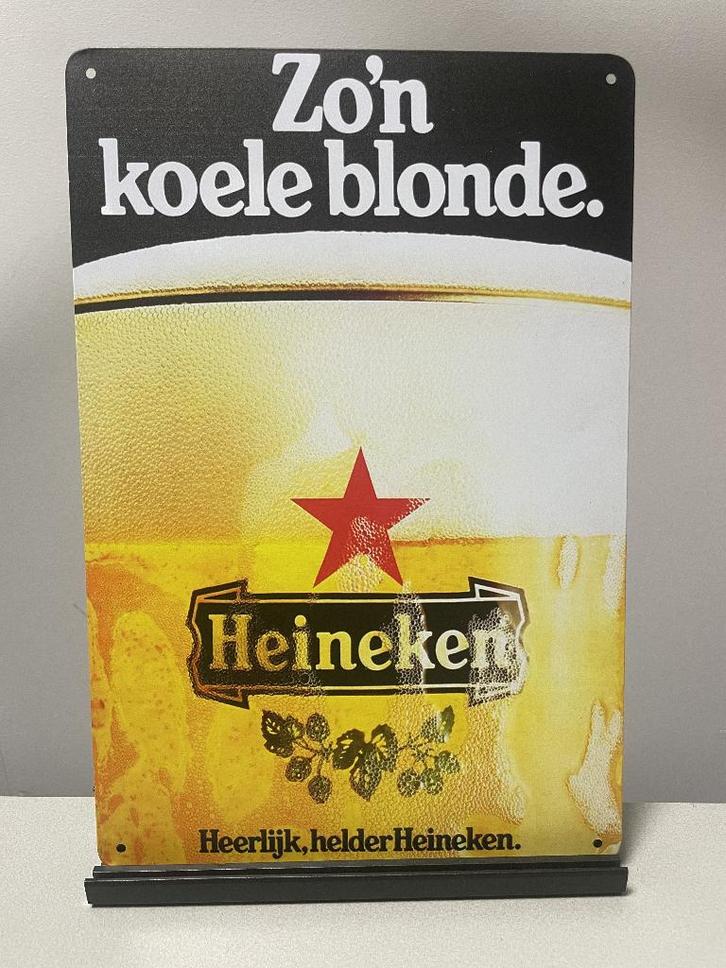 Zo'n
koele blonde.
Heineken
Heerlijk, helder Heineken.